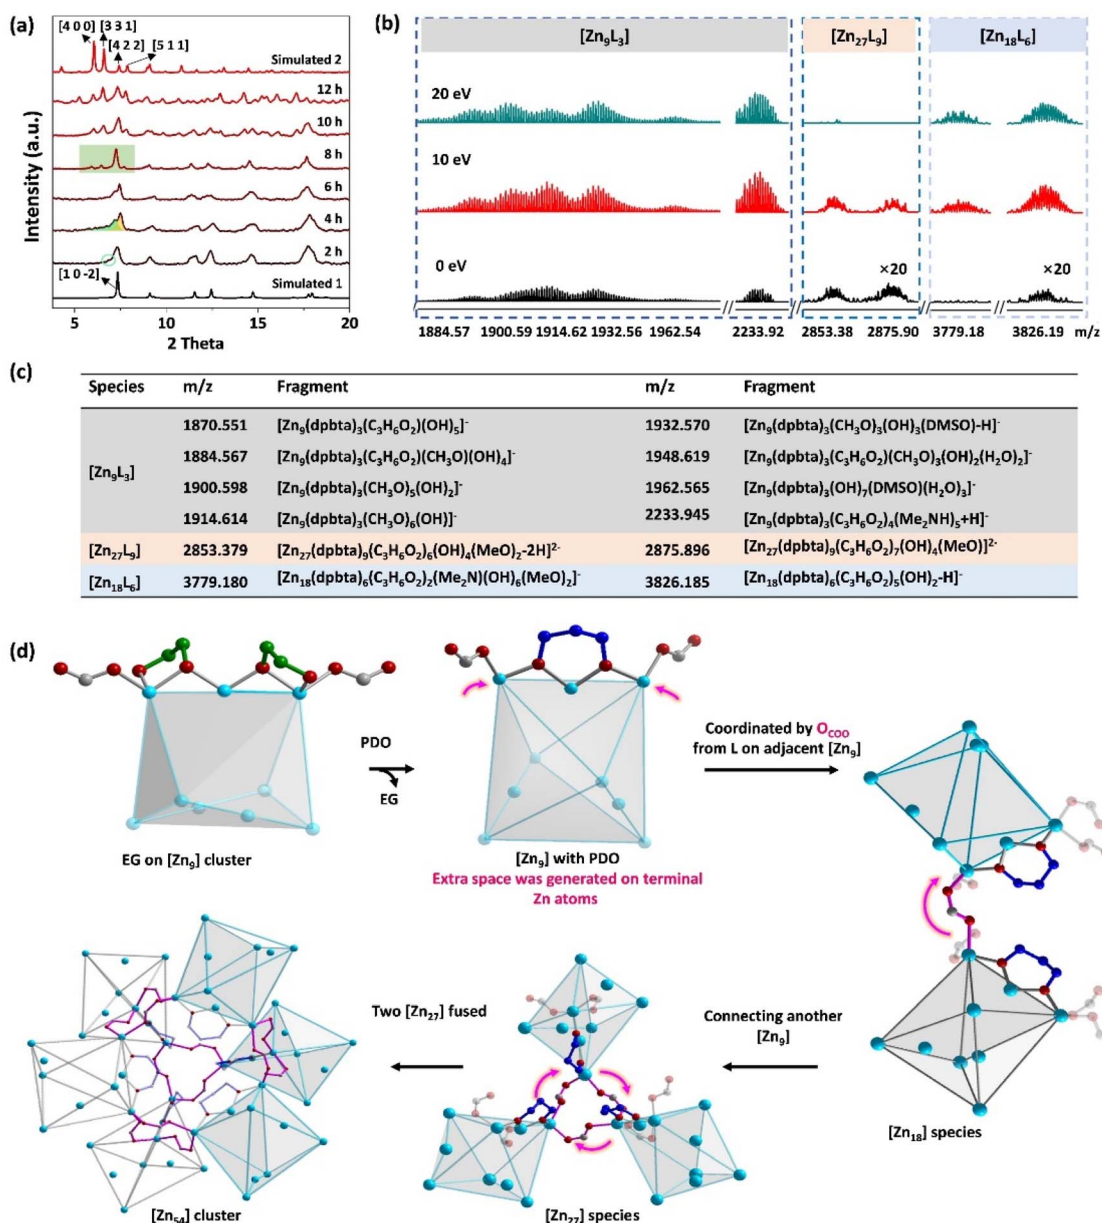 (a)
[4 0 0]
[3 3 1]
[4 2 2]
[5 1 1]
Simulated 2
12 h
10 h
8 h
6 h
4 h
2 h
[1 0 -2]
Simulated 1
Intensity (a.u.)
5 10 15 20
2 Theta
(b)
[Zn₉L₃] [Zn₂₇L₉] [Zn₁₈L₆]
20 eV
10 eV
0 eV ×20 ×20
1884.57 1900.59 1914.62 1932.56 1962.54 2233.92 2853.38 2875.90 3779.18 3826.19 m/z
(c)
Species m/z Fragment m/z Fragment
[Zn₉L₃]
1870.551 [Zn₉(dpbta)₃(C₃H₆O₂)(OH)₅]⁻ 1932.570 [Zn₉(dpbta)₃(CH₃O)₃(OH)₃(DMSO)-H]⁻
1884.567 [Zn₉(dpbta)₃(C₃H₆O₂)(CH₃O)(OH)₄]⁻ 1948.619 [Zn₉(dpbta)₃(C₃H₆O₂)(CH₃O)₃(OH)₂(H₂O)₂]⁻
1900.598 [Zn₉(dpbta)₃(CH₃O)₅(OH)₂]⁻ 1962.565 [Zn₉(dpbta)₃(OH)₇(DMSO)(H₂O)₃]⁻
1914.614 [Zn₉(dpbta)₃(CH₃O)₆(OH)]⁻ 2233.945 [Zn₉(dpbta)₃(C₃H₆O₂)₄(Me₂NH)₅+H]⁻
[Zn₂₇L₉] 2853.379 [Zn₂₇(dpbta)₉(C₃H₆O₂)₆(OH)₄(MeO)₂-2H]²⁻ 2875.896 [Zn₂₇(dpbta)₉(C₃H₆O₂)₇(OH)₄(MeO)]²⁻
[Zn₁₈L₆] 3779.180 [Zn₁₈(dpbta)₆(C₃H₆O₂)₂(Me₂N)(OH)₆(MeO)₂]⁻ 3826.185 [Zn₁₈(dpbta)₆(C₃H₆O₂)₅(OH)₂-H]⁻
(d)
PDO
EG
EG on [Zn₉] cluster
[Zn₉] with PDO
Extra space was generated on terminal
Zn atoms
Coordinated by O_COO
from L on adjacent [Zn₉]
[Zn₁₈] species
Connecting another
[Zn₉]
[Zn₂₇] species
Two [Zn₂₇] fused
[Zn₅₄] cluster